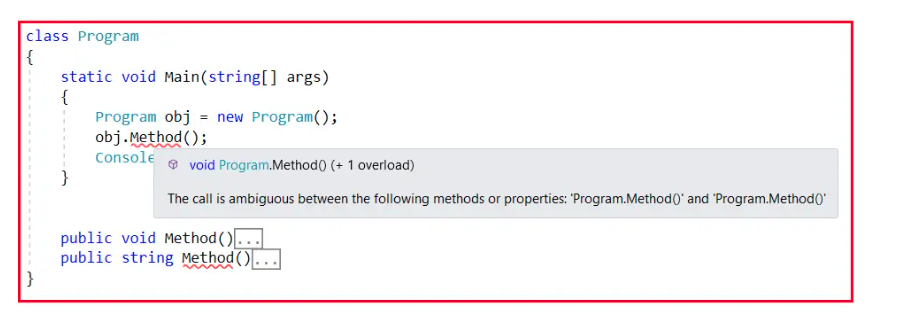 class Program
{
static void Main(string[] args)
{
Program obj = new Program();
obj.Method();
Console
void Program.Method() (+ 1 overload)
The call is ambiguous between the following methods or properties: 'Program.Method()' and 'Program.Method()'
}
public void Method()...
public string Method()...
}